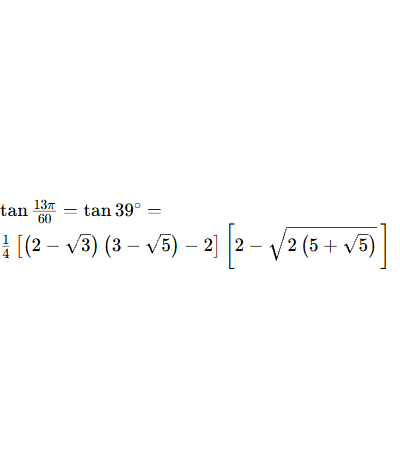 tan 13π/60 = tan 39° =
1/4 [(2 − √3) (3 − √5) − 2] [2 − √(2 (5 + √5))]